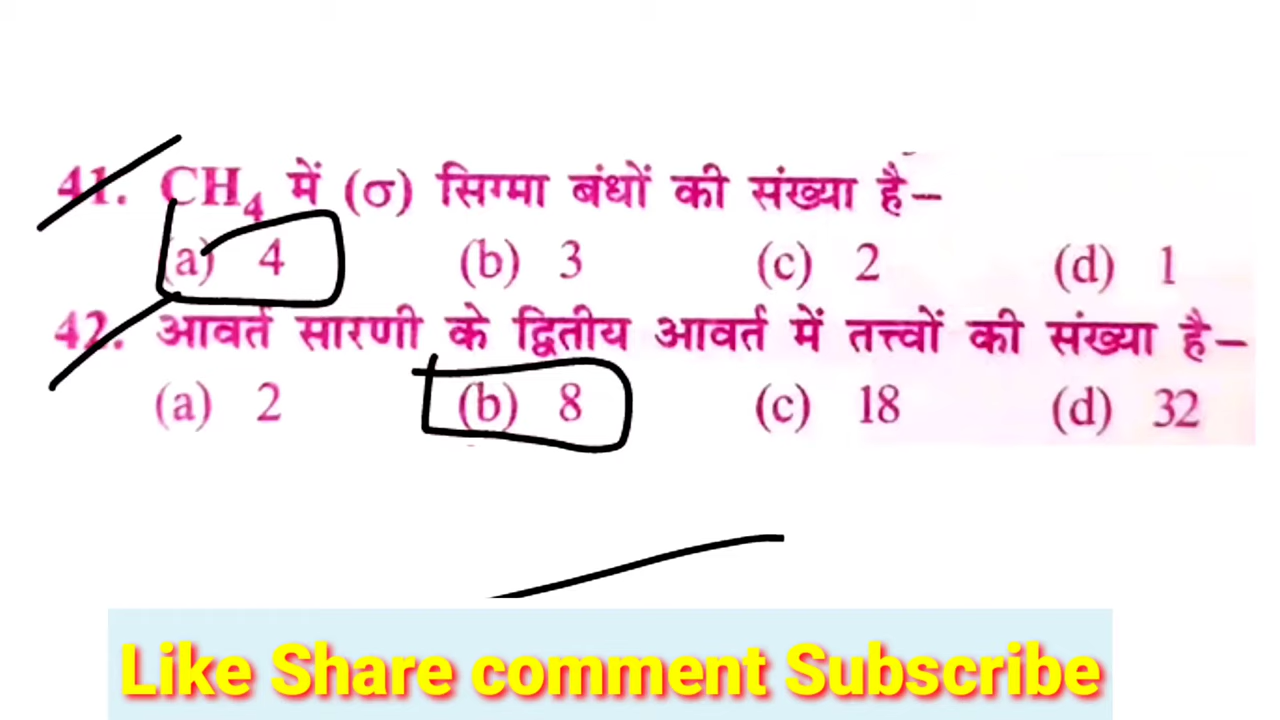 41. CH₄ में (σ) सिग्मा बंधों की संख्या है–
(a) 4 (b) 3 (c) 2 (d) 1
42. आवर्त सारणी के द्वितीय आवर्त में तत्त्वों की संख्या है–
(a) 2 (b) 8 (c) 18 (d) 32
Like Share comment Subscribe